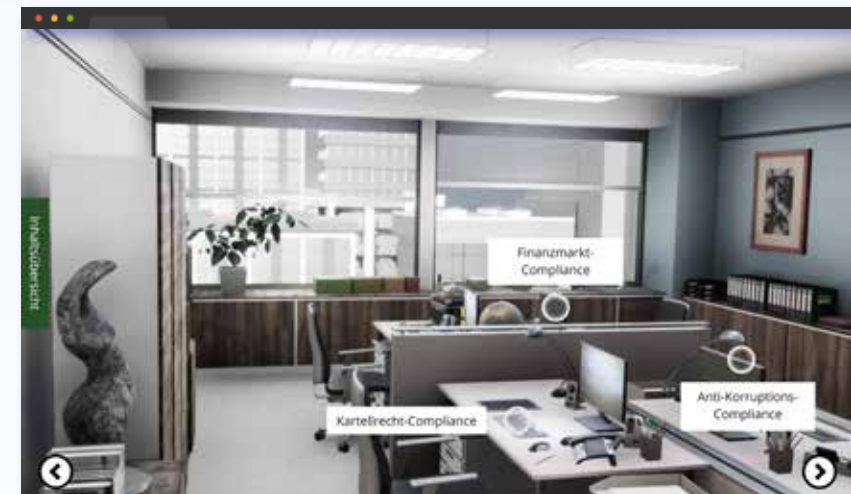 Inhaltsübersicht
Finanzmarkt-
Compliance
Anti-Korruptions-
Compliance
Kartellrecht-Compliance